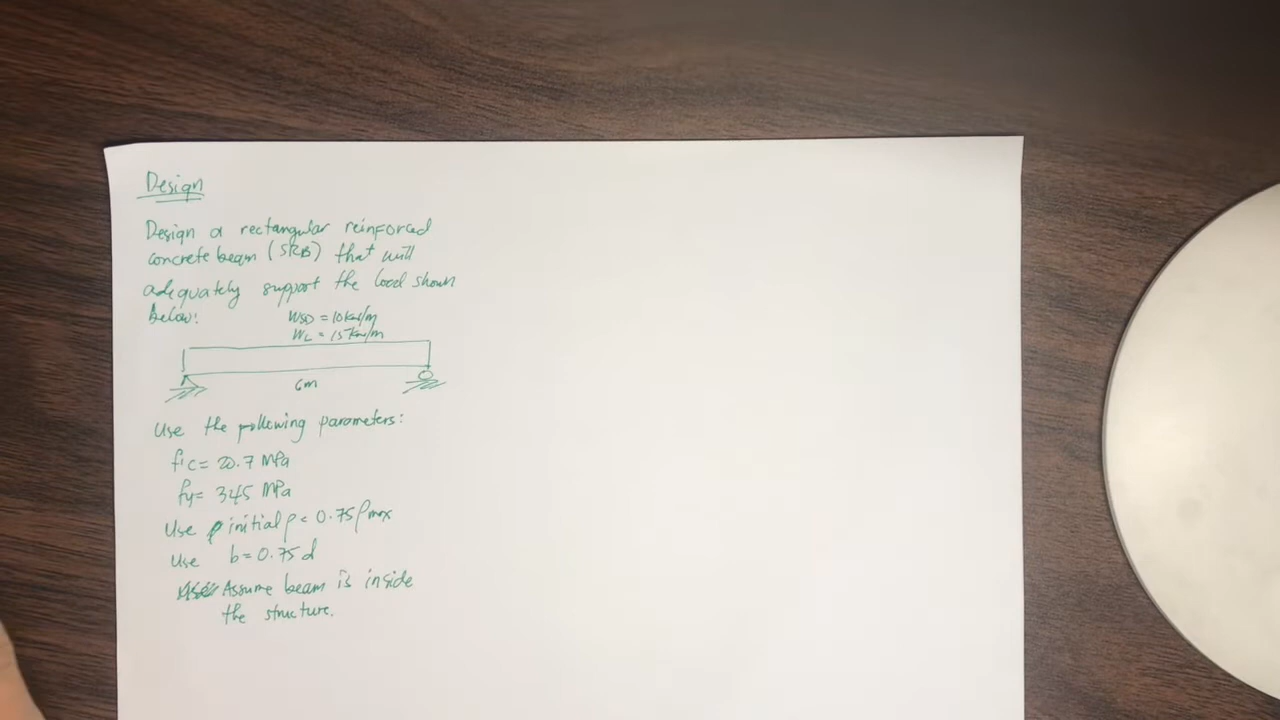 Design
Design a rectangular reinforced
concrete beam (SRB) that will
adequately support the load shown
below:
WSD = 10kN/m
WL = 15kN/m
6m
Use the following parameters:
f'c = 20.7 MPa
fy = 345 MPa
Use initial ρ = 0.75ρmax
Use b = 0.75d
Assume beam is inside
the structure.